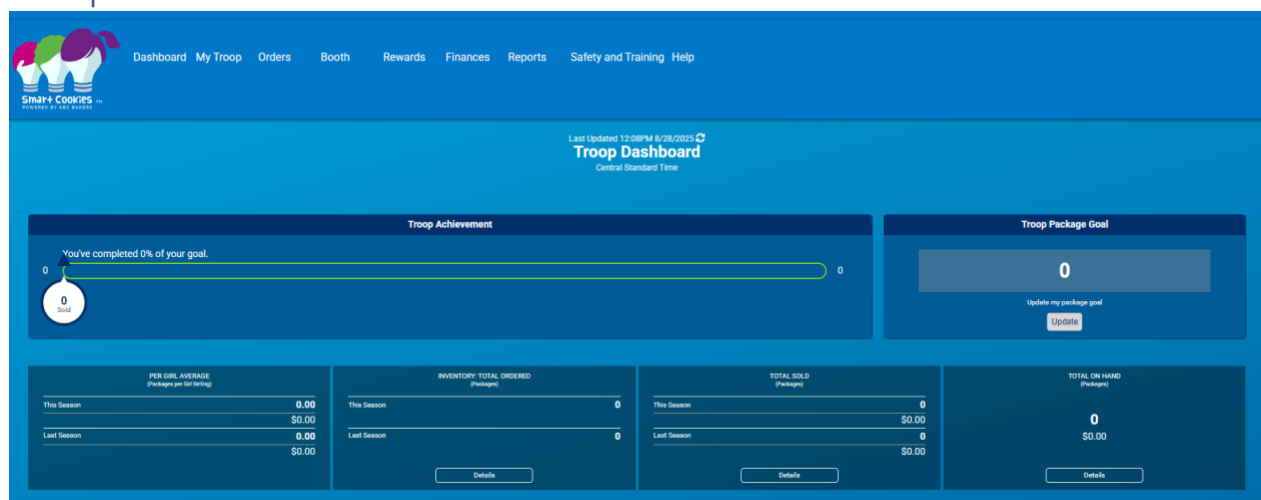 Dashboard My Troop Orders Booth Rewards Finances Reports Safety and Training Help
Smart Cookies TM
POWERED BY ABC BAKERS
Last Updated 12:08PM 8/28/2025
Troop Dashboard
Central Standard Time
Troop Achievement
You've completed 0% of your goal.
0 0
0
Sold
Troop Package Goal
0
Update my package goal
Update
PER GIRL AVERAGE
(Packages per Girl Selling)
This Season 0.00
$0.00
Last Season 0.00
$0.00
INVENTORY: TOTAL ORDERED
(Packages)
This Season 0
Last Season 0
Details
TOTAL SOLD
(Packages)
This Season 0
$0.00
Last Season 0
$0.00
Details
TOTAL ON HAND
(Packages)
0
$0.00
Details